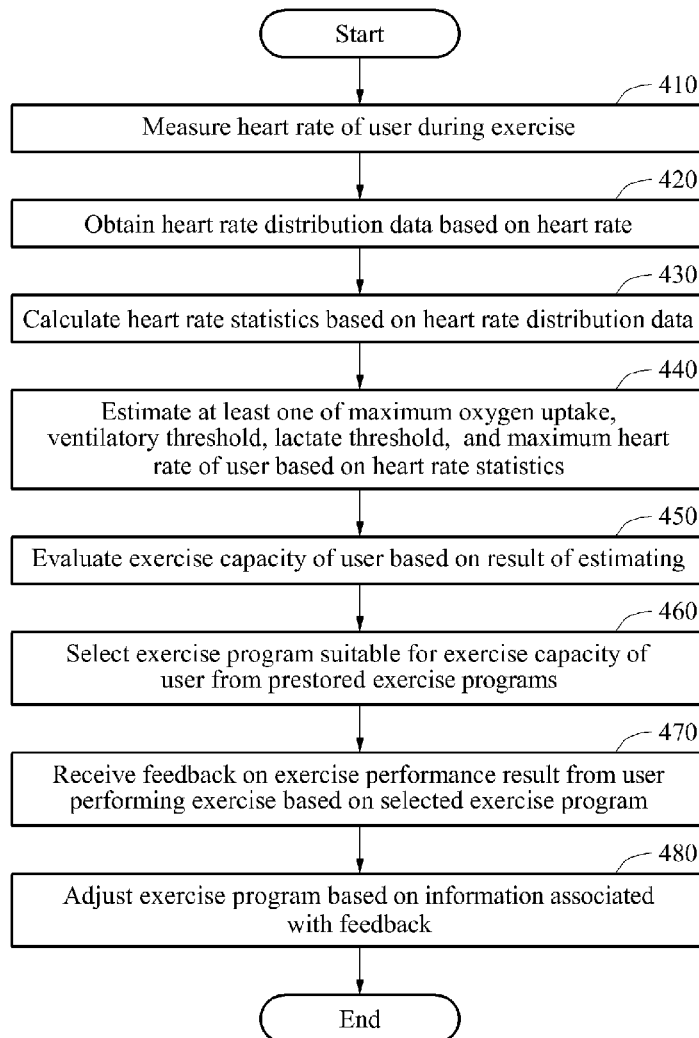 Start
410
Measure heart rate of user during exercise
420
Obtain heart rate distribution data based on heart rate
430
Calculate heart rate statistics based on heart rate distribution data
440
Estimate at least one of maximum oxygen uptake,
ventilatory threshold, lactate threshold, and maximum heart
rate of user based on heart rate statistics
450
Evaluate exercise capacity of user based on result of estimating
460
Select exercise program suitable for exercise capacity of
user from prestored exercise programs
470
Receive feedback on exercise performance result from user
performing exercise based on selected exercise program
480
Adjust exercise program based on information associated
with feedback
End